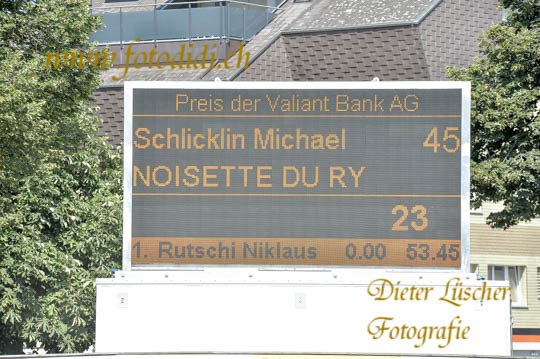 www.fotodidi.ch
Preis der Valiant Bank AG
Schlicklin Michael 45
NOISETTE DU RY
23
1. Rutschi Niklaus 0.00 53.45
Dieter Lüscher
Fotografie